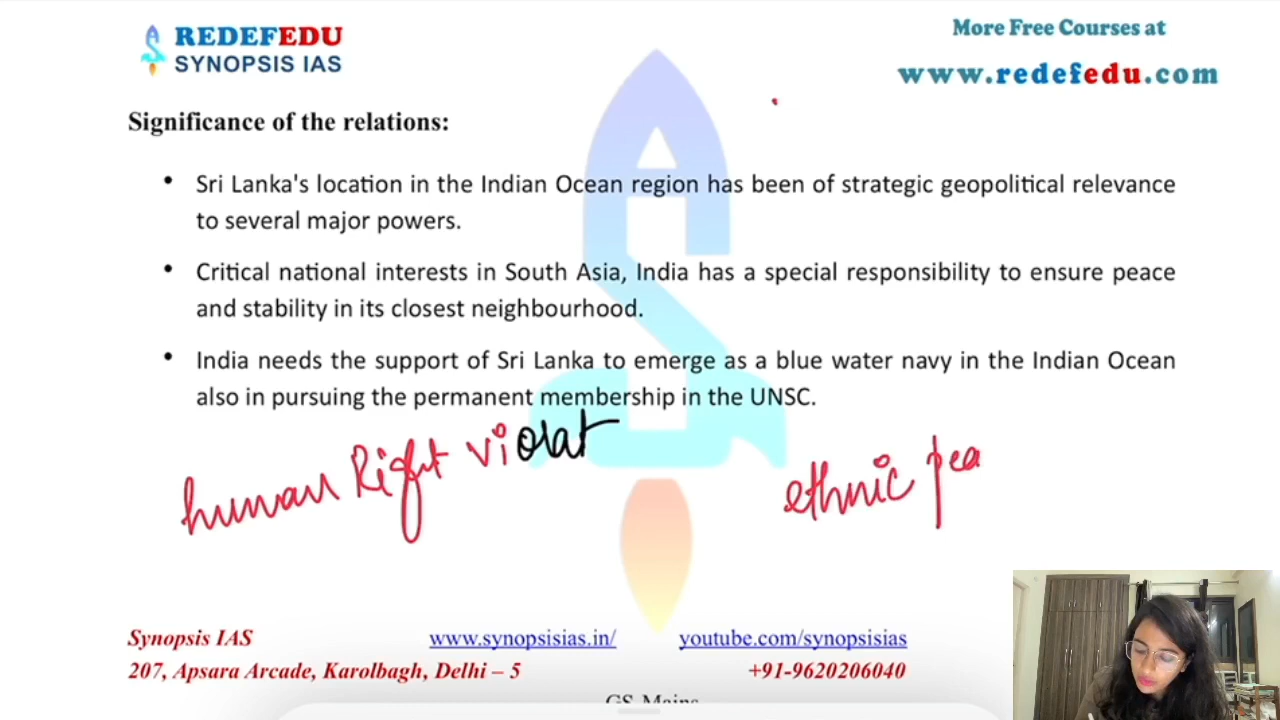 REDEFEDU
SYNOPSIS IAS
More Free Courses at
www.redefedu.com
Significance of the relations:
• Sri Lanka's location in the Indian Ocean region has been of strategic geopolitical relevance
to several major powers.
• Critical national interests in South Asia, India has a special responsibility to ensure peace
and stability in its closest neighbourhood.
• India needs the support of Sri Lanka to emerge as a blue water navy in the Indian Ocean
also in pursuing the permanent membership in the UNSC.
human Right violat
ethnic pea
Synopsis IAS
www.synopsisias.in/
youtube.com/synopsisias
207, Apsara Arcade, Karolbagh, Delhi – 5
+91-9620206040
GS Mains